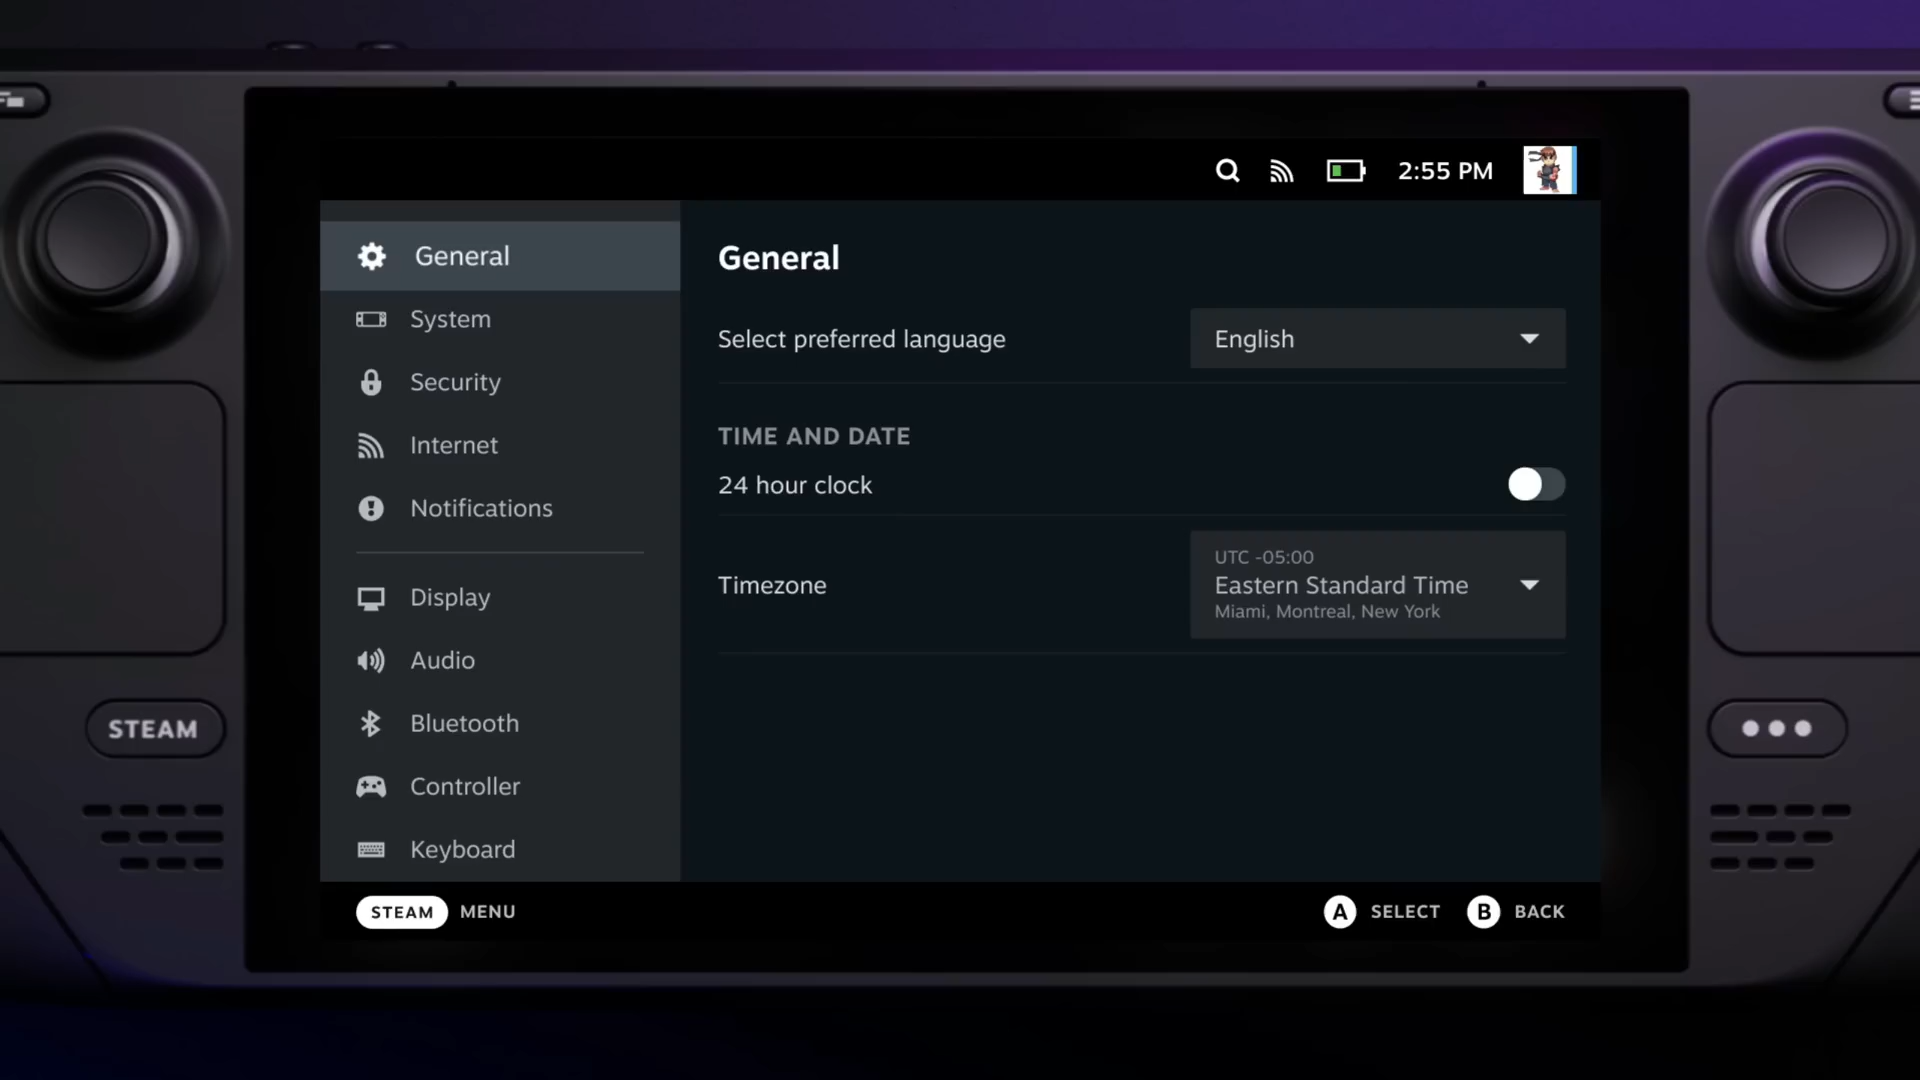 2:55 PM
General
System
Security
Internet
Notifications
Display
Audio
Bluetooth
Controller
Keyboard
General
Select preferred language
English
TIME AND DATE
24 hour clock
Timezone
UTC -05:00
Eastern Standard Time
Miami, Montreal, New York
STEAM
STEAM MENU
A SELECT B BACK